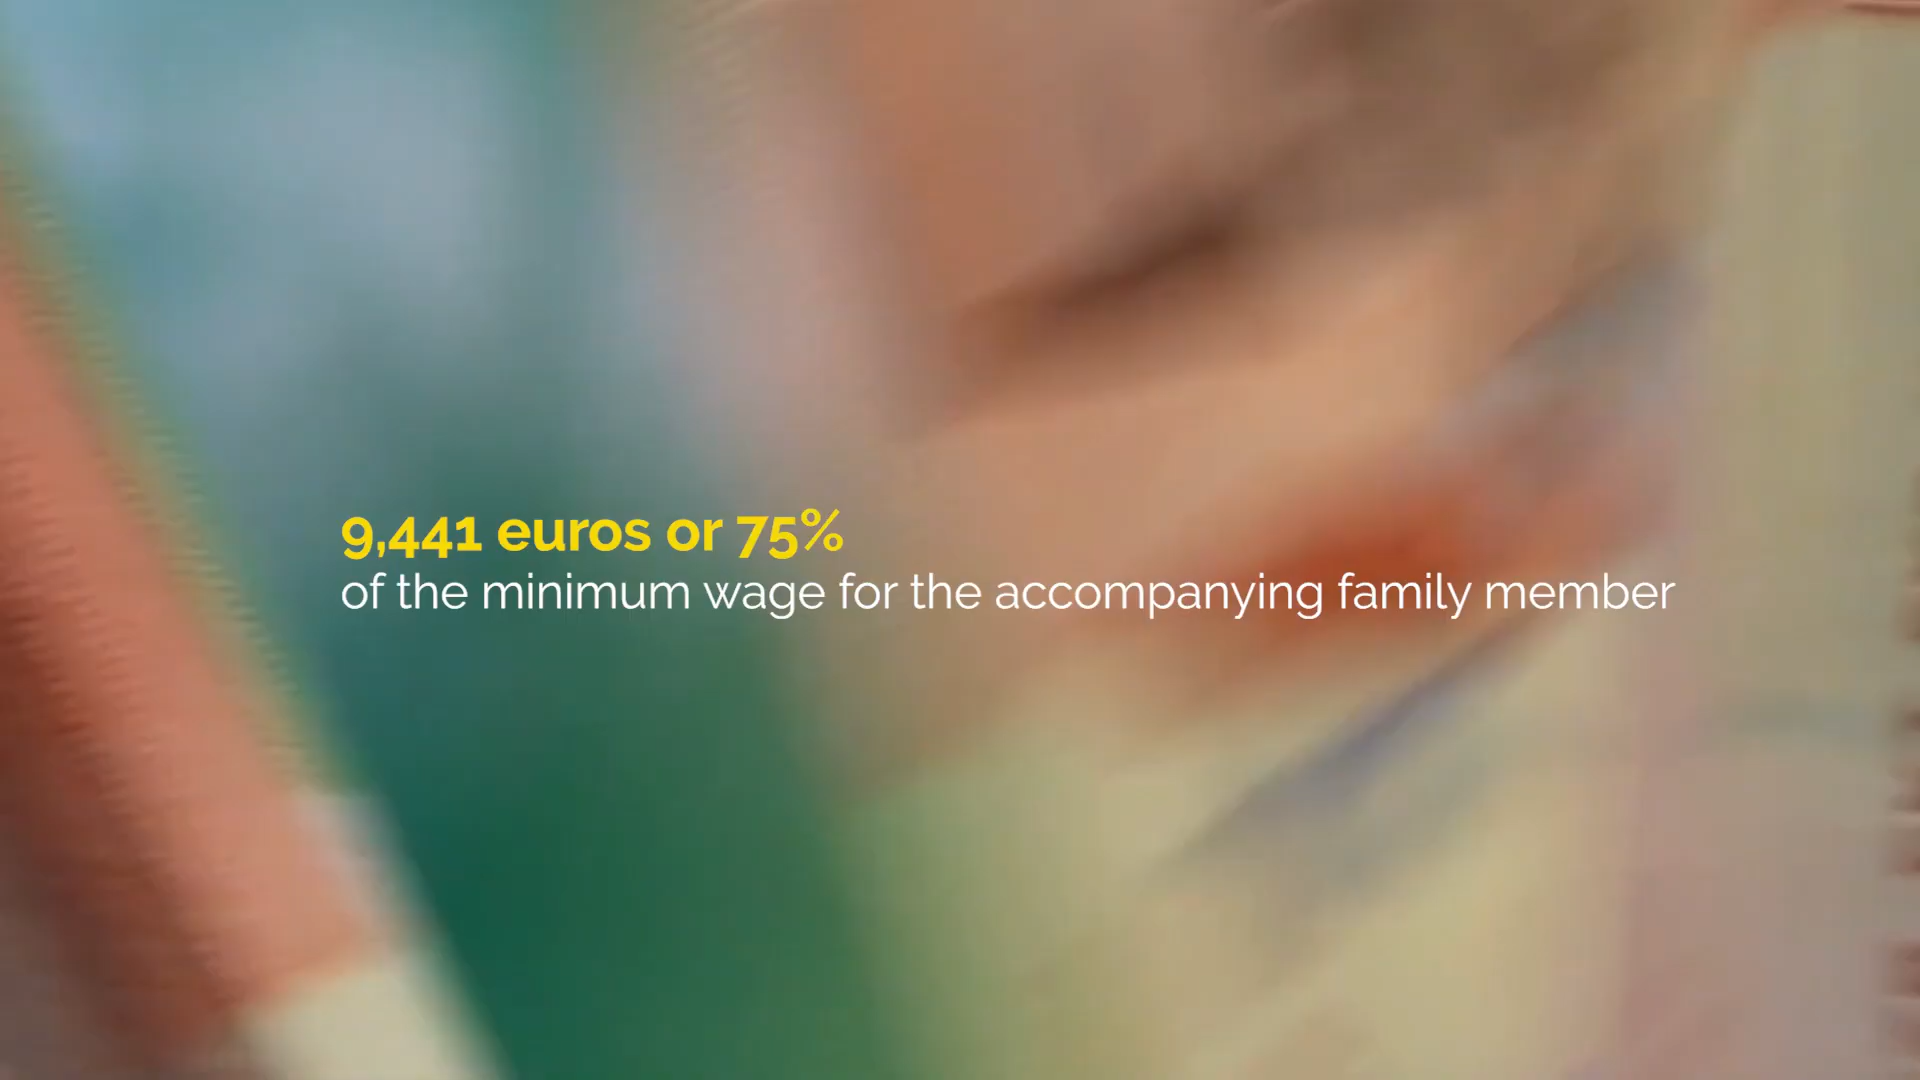 9,441 euros or 75%
of the minimum wage for the accompanying family member